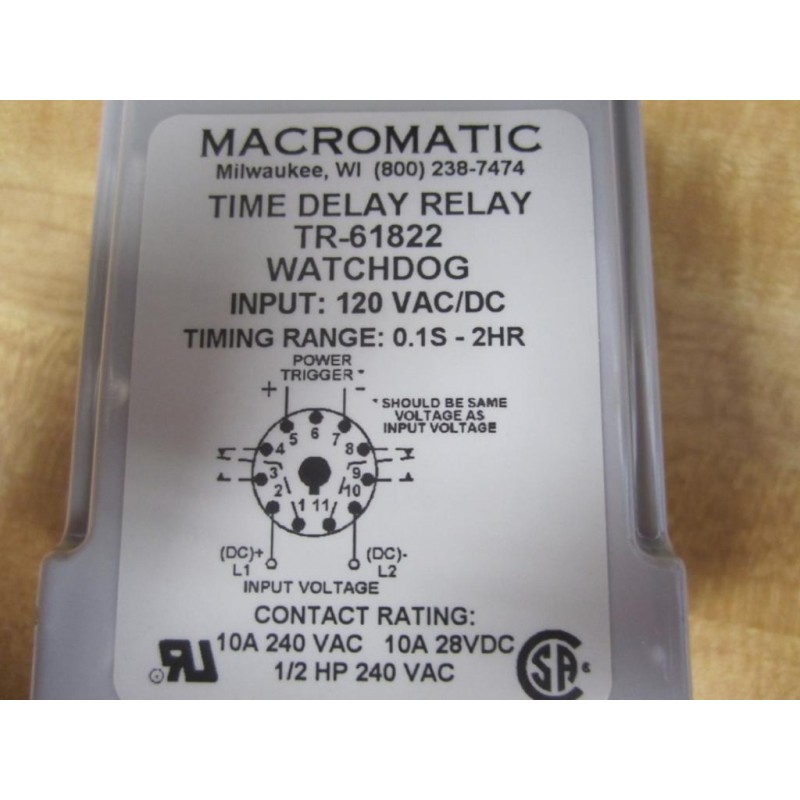 MACROMATIC
Milwaukee, WI (800) 238-7474
TIME DELAY RELAY
TR-61822
WATCHDOG
INPUT: 120 VAC/DC
TIMING RANGE: 0.1S - 2HR
POWER
TRIGGER *
+ -
* SHOULD BE SAME
VOLTAGE AS
INPUT VOLTAGE
5 6 7
4 8
3 9
2 10
1 11
(DC)+ (DC)-
L1 L2
INPUT VOLTAGE
CONTACT RATING:
10A 240 VAC 10A 28VDC
1/2 HP 240 VAC
RU
SA